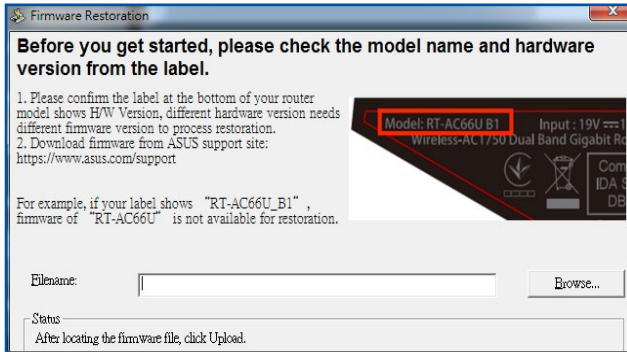 Firmware Restoration
Before you get started, please check the model name and hardware
version from the label.
1. Please confirm the label at the bottom of your router
model shows H/W Version, different hardware version needs
different firmware version to process restoration.
2. Download firmware from ASUS support site:
https://www.asus.com/support
For example, if your label shows “RT-AC66U_B1”,
firmware of “RT-AC66U” is not available for restoration.
Model: RT-AC66U B1 Input : 19V
Wireless-AC1750 Dual Band Gigabit
Com
IDA
DB
Filename:
Browse...
Status
After locating the firmware file, click Upload.